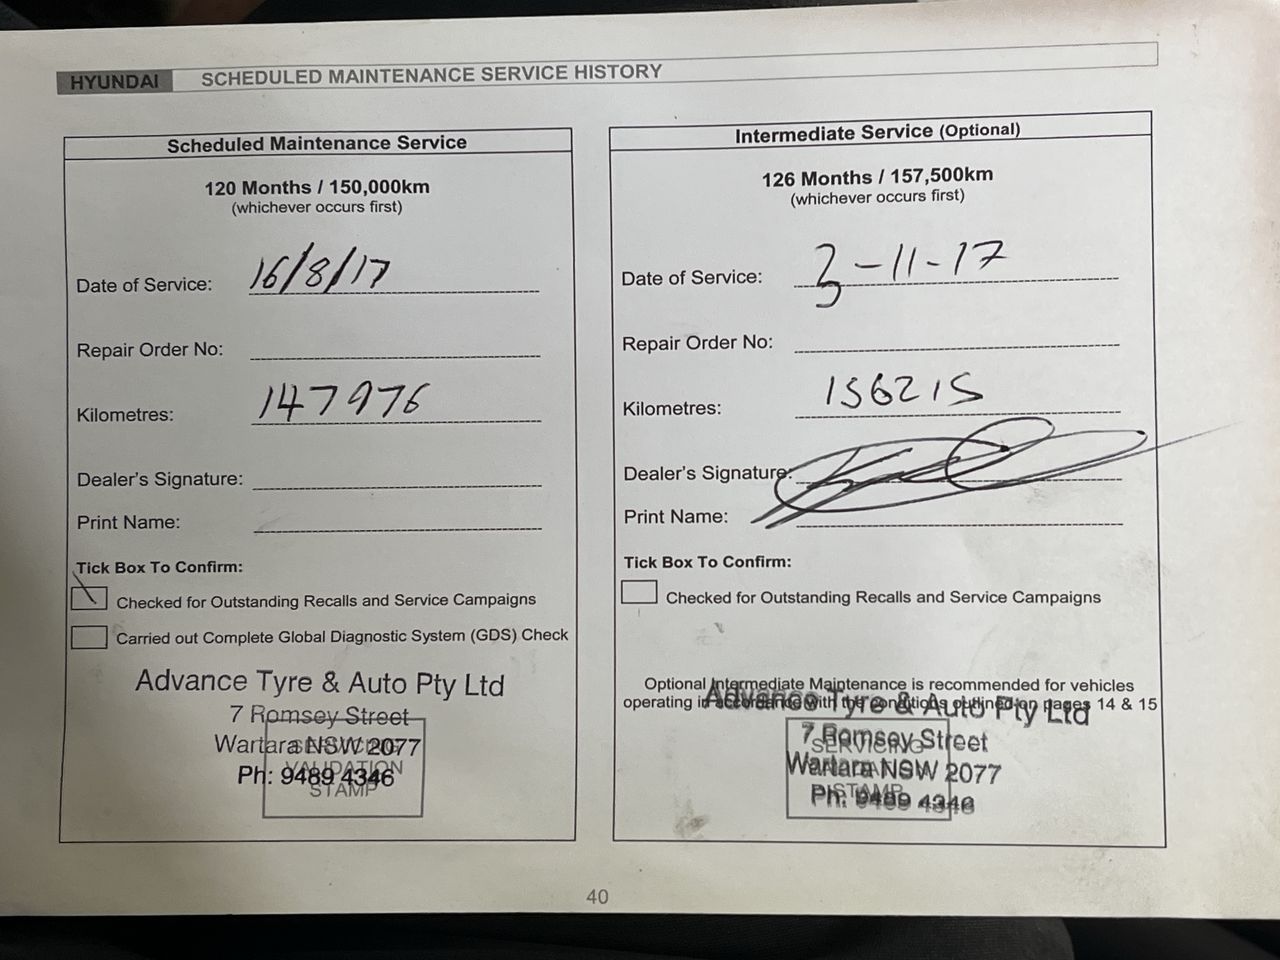 HYUNDAI SCHEDULED MAINTENANCE SERVICE HISTORY
Scheduled Maintenance Service
120 Months / 150,000km
(whichever occurs first)
Date of Service: 16/8/17
Repair Order No:
Kilometres: 147976
Dealer's Signature:
Print Name:
Tick Box To Confirm:
Checked for Outstanding Recalls and Service Campaigns
Carried out Complete Global Diagnostic System (GDS) Check
Advance Tyre & Auto Pty Ltd
7 Romsey Street
Wartara NSW 2077
Ph: 9489 4346
VALIDATION
STAMP
Intermediate Service (Optional)
126 Months / 157,500km
(whichever occurs first)
Date of Service: 3-11-17
Repair Order No:
Kilometres: 156215
Dealer's Signature:
Print Name:
Tick Box To Confirm:
Checked for Outstanding Recalls and Service Campaigns
Optional Intermediate Maintenance is recommended for vehicles
operating in accordance with the conditions outlined on pages 14 & 15
Advance Tyre & Auto Pty Ltd
7 Romsey Street
SERVICING
Wartara NSW 2077
STAMP
Ph: 9489 4346
40